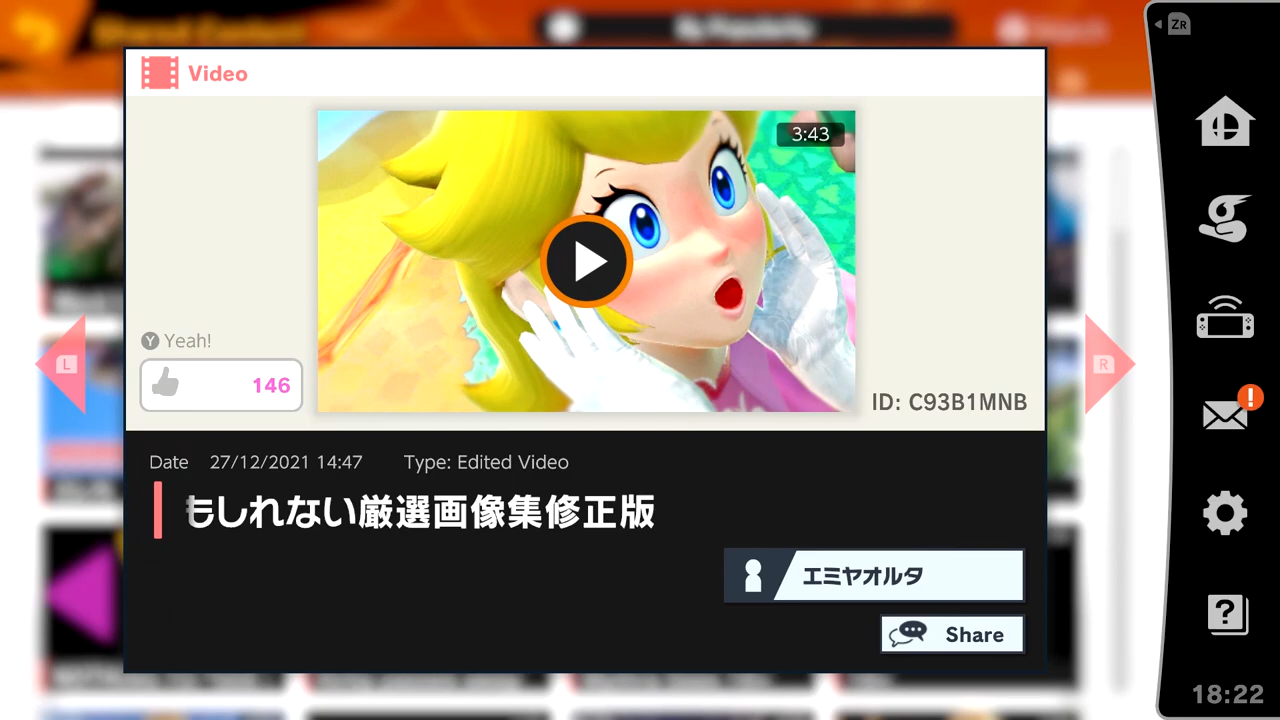 ZR
Video
3:43
Y Yeah!
146
L
R
ID: C93B1MNB
!
Date 27/12/2021 14:47 Type: Edited Video
もしれない厳選画像集修正版
エミヤオルタ
Share
?
18:22